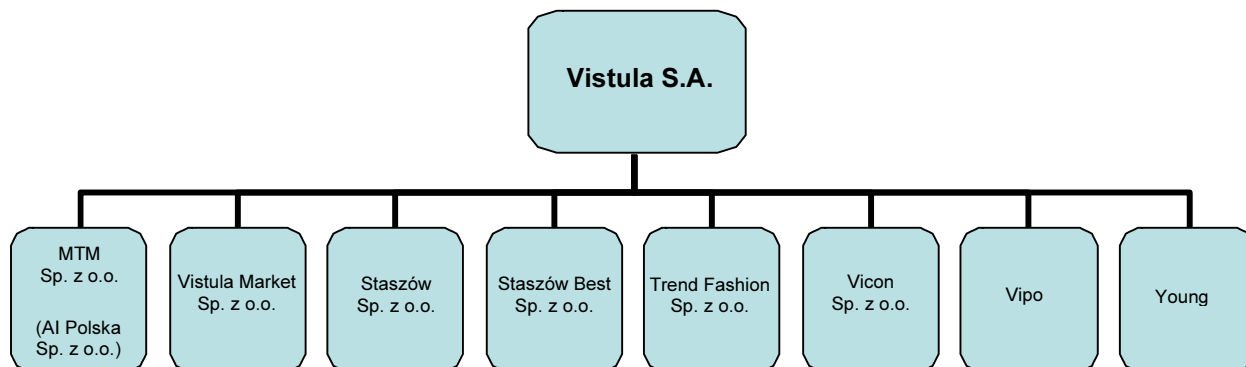 Vistula S.A.
MTM
Sp. z o.o.
(AI Polska
Sp. z o.o.)
Vistula Market
Sp. z o.o.
Staszów
Sp. z o.o.
Staszów Best
Sp. z o.o.
Trend Fashion
Sp. z o.o.
Vicon
Sp. z o.o.
Vipo
Young